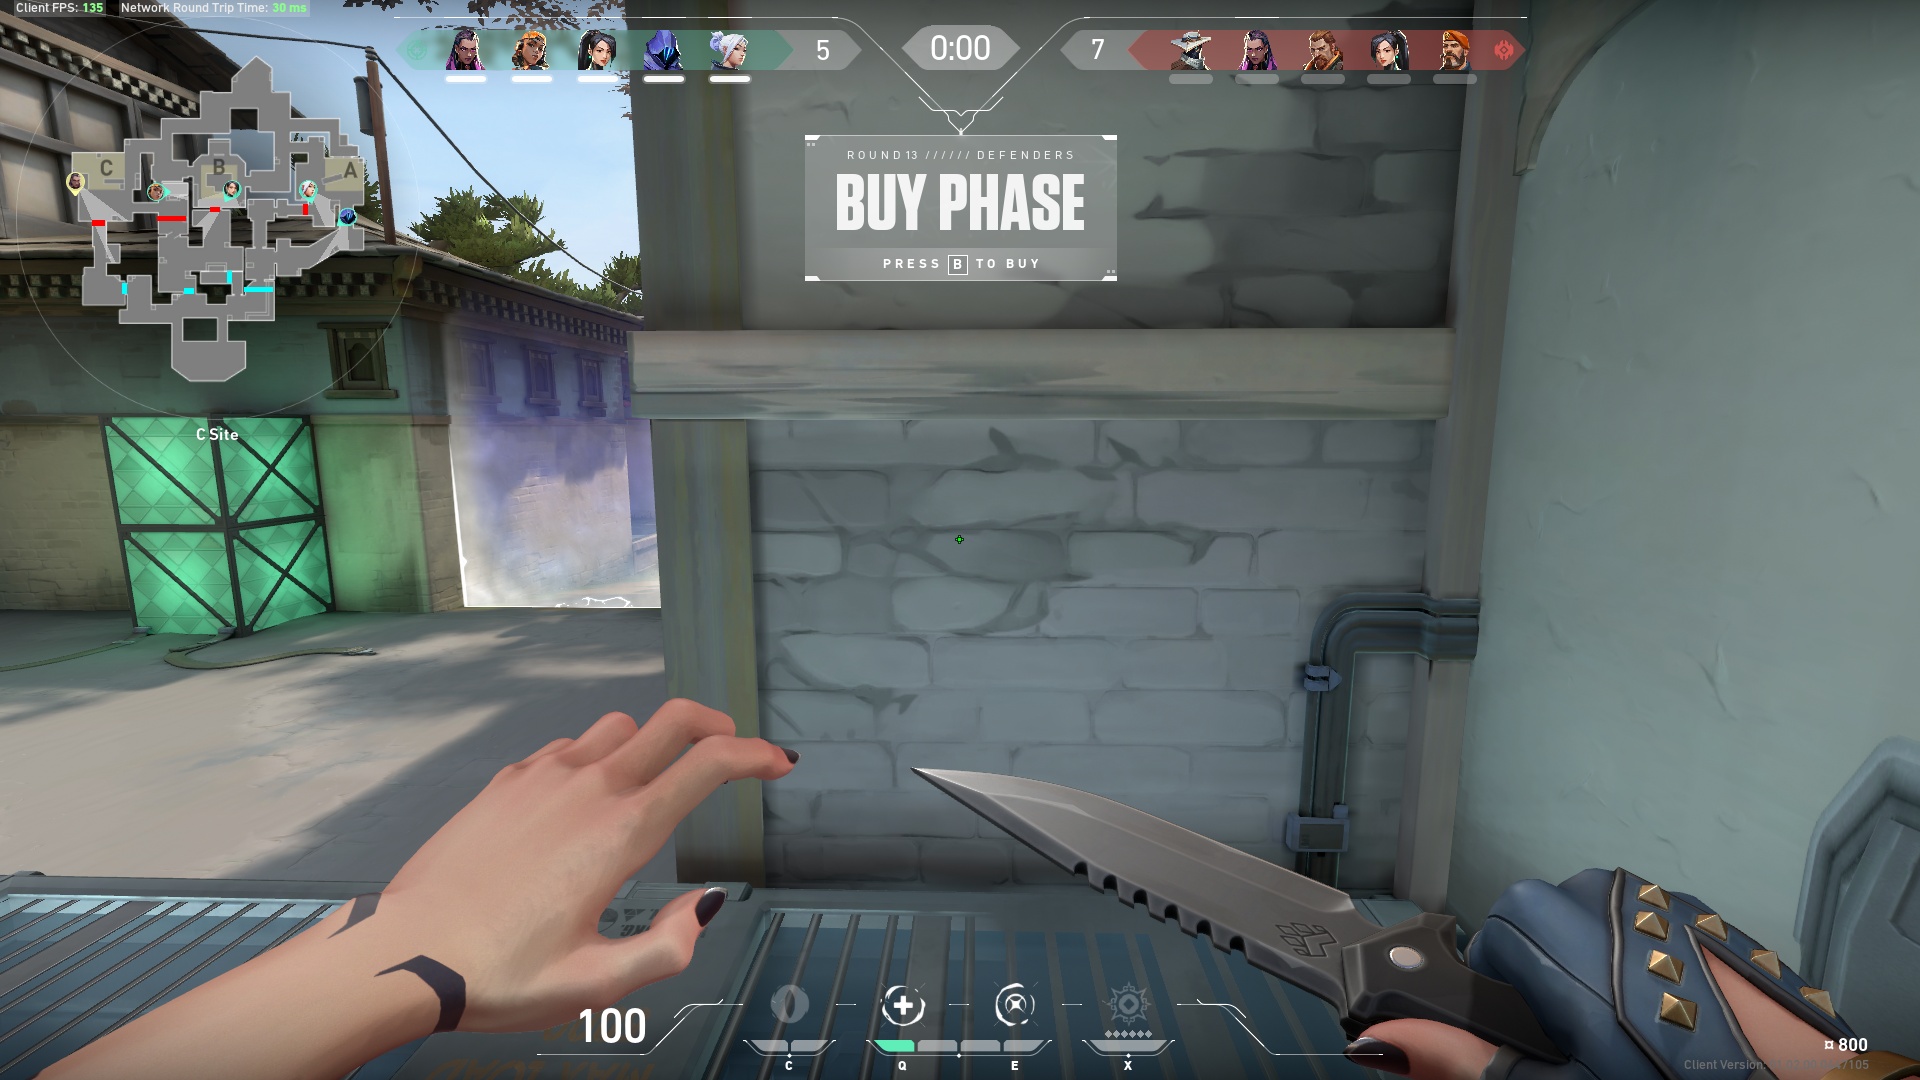 Client FPS: 135 Network Round Trip Time: 30 ms
5 0:00 7
ROUND 13 ////// DEFENDERS
BUY PHASE
PRESS B TO BUY
C B A
C Site
100
C Q E X
¤ 800
Client Version: